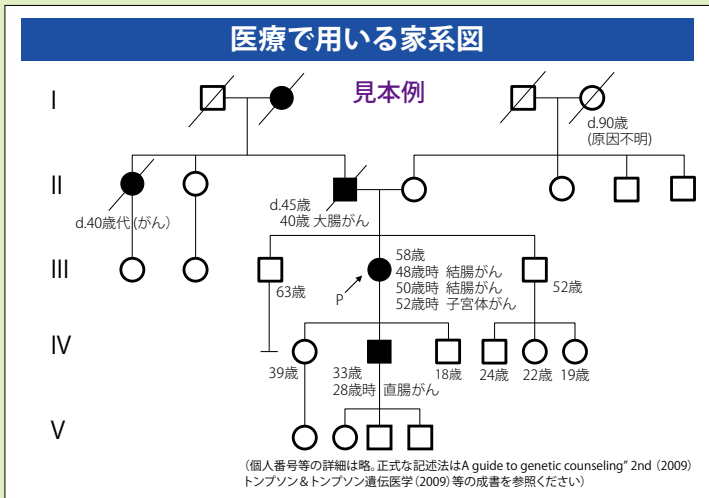 医療で用いる家系図
見本例
I
d.90歳
(原因不明)
II
d.40歳代(がん)
d.45歳
40歳 大腸がん
III
63歳
P
58歳
48歳時 結腸がん
50歳時 結腸がん
52歳時 子宮体がん
52歳
IV
39歳
33歳
28歳時 直腸がん
18歳
24歳
22歳
19歳
V
(個人番号等の詳細は略。正式な記述法はA guide to genetic counseling” 2nd (2009)
トンプソン&トンプソン遺伝医学(2009)等の成書を参照ください)